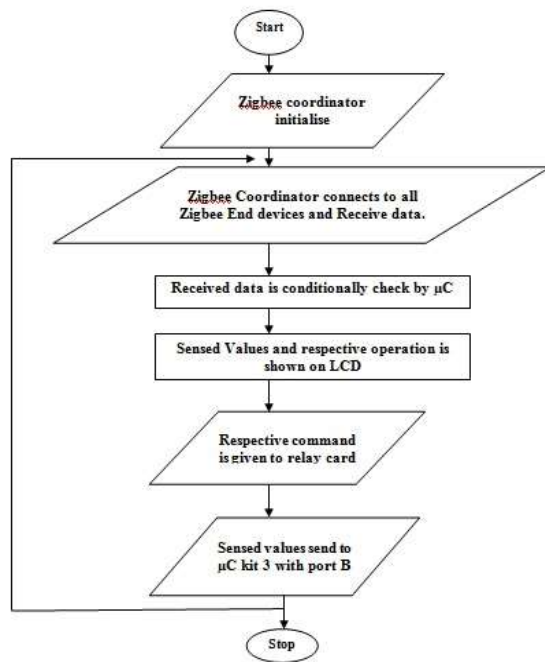 Start
Zigbee coordinator
initialise
Zigbee Coordinator connects to all
Zigbee End devices and Receive data.
Received data is conditionally check by µC
Sensed Values and respective operation is
shown on LCD
Respective command
is given to relay card
Sensed values send to
µC kit 3 with port B
Stop